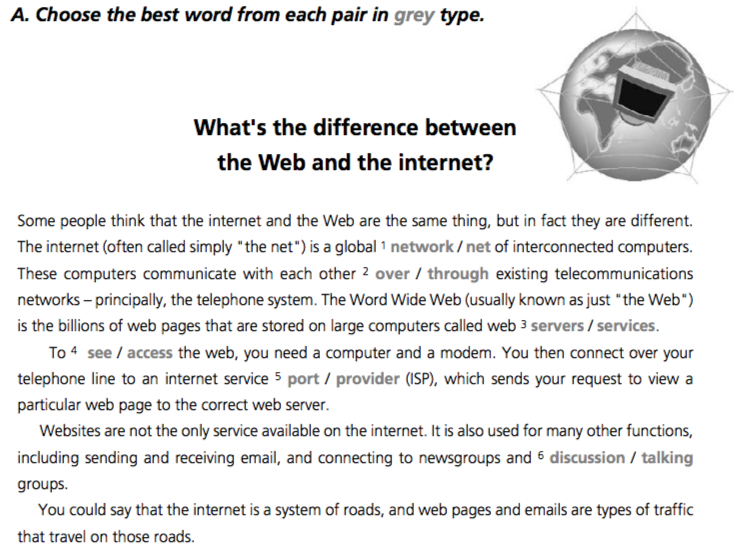 A. Choose the best word from each pair in grey type.
What's the difference between
the Web and the internet?
Some people think that the internet and the Web are the same thing, but in fact they are different.
The internet (often called simply "the net") is a global 1 network / net of interconnected computers.
These computers communicate with each other 2 over / through existing telecommunications
networks – principally, the telephone system. The Word Wide Web (usually known as just "the Web")
is the billions of web pages that are stored on large computers called web 3 servers / services.
To 4 see / access the web, you need a computer and a modem. You then connect over your
telephone line to an internet service 5 port / provider (ISP), which sends your request to view a
particular web page to the correct web server.
Websites are not the only service available on the internet. It is also used for many other functions,
including sending and receiving email, and connecting to newsgroups and 6 discussion / talking
groups.
You could say that the internet is a system of roads, and web pages and emails are types of traffic
that travel on those roads.